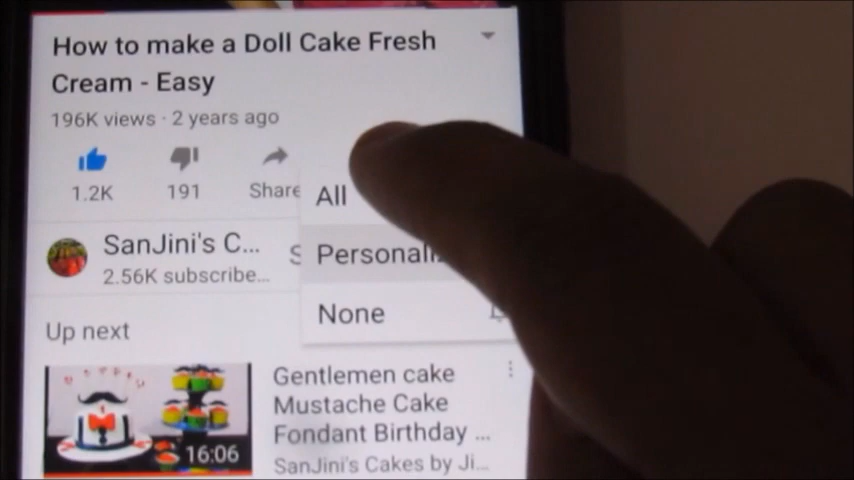 How to make a Doll Cake Fresh
Cream - Easy
196K views · 2 years ago
1.2K
191
Share
All
SanJini's C...
2.56K subscribe...
None
Up next
Gentlemen cake
Mustache Cake
Fondant Birthday ...
SanJini's Cakes by Ji...
16:06